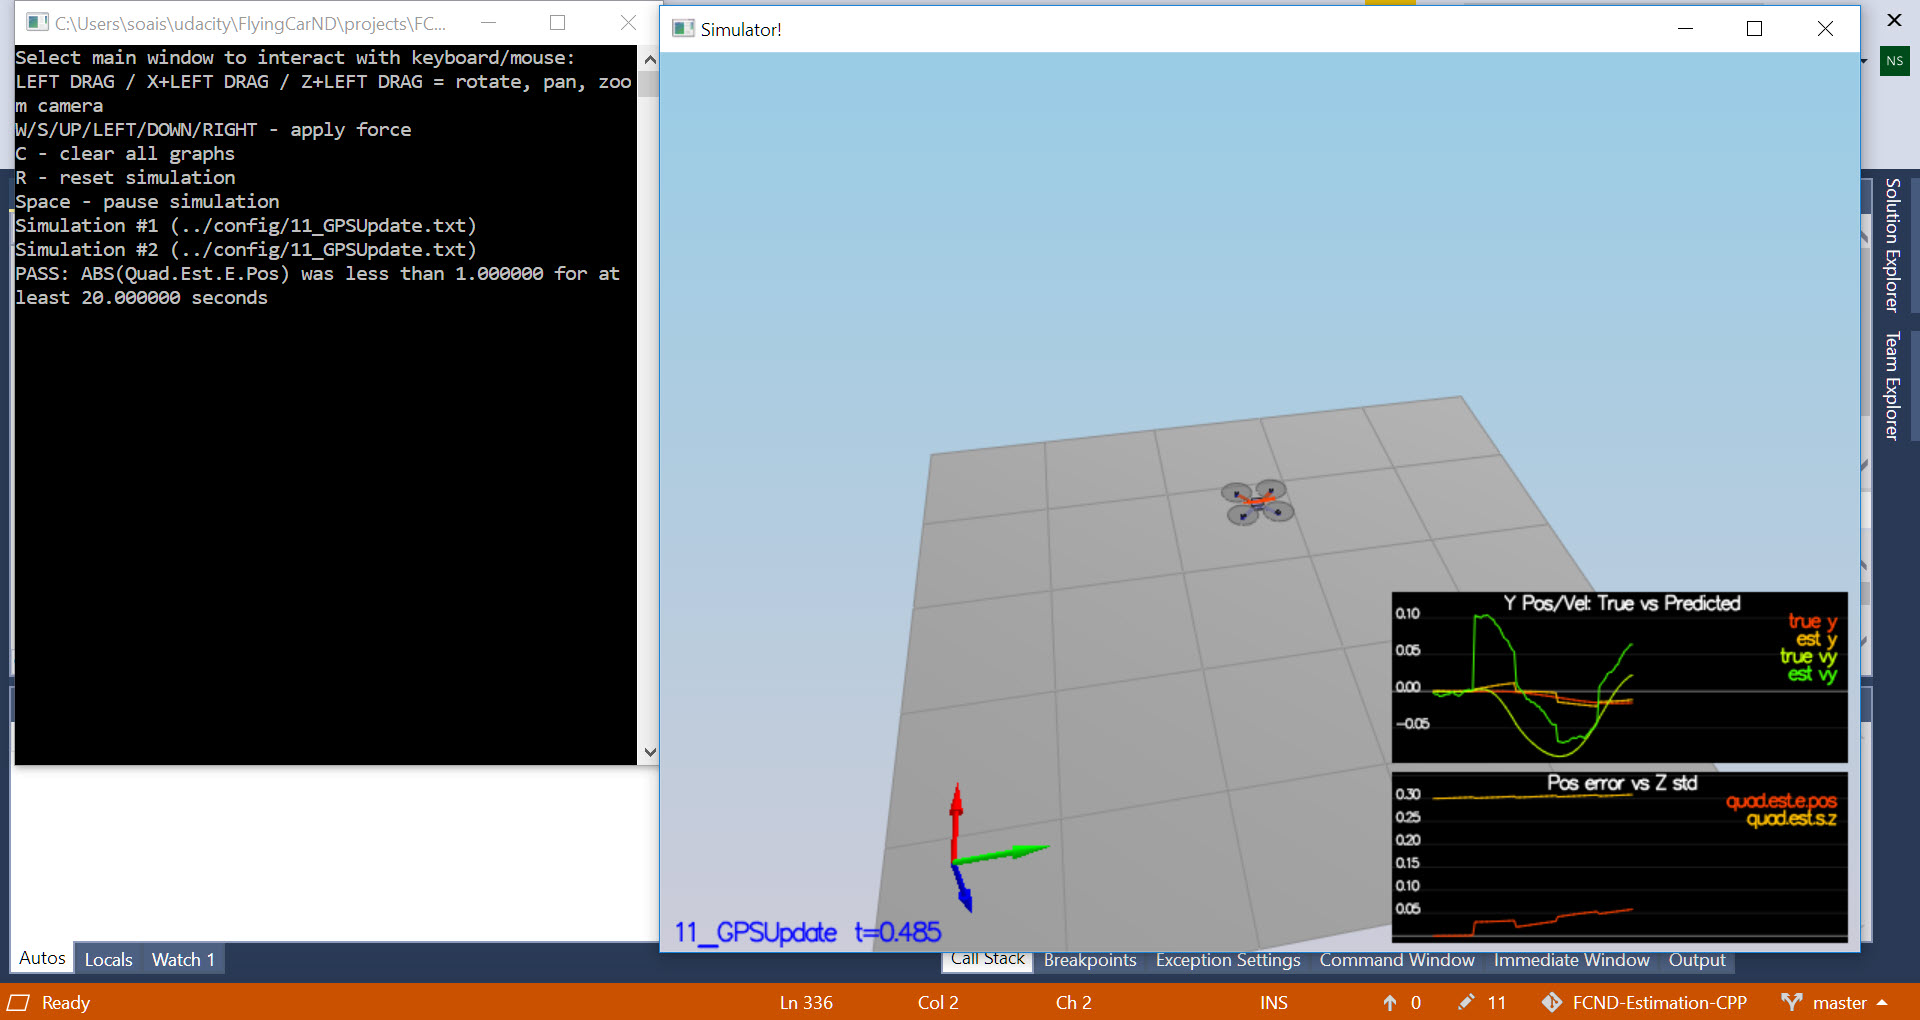 C:\Users\soais\udacity\FlyingCarND\projects\FC...
Select main window to interact with keyboard/mouse:
LEFT DRAG / X+LEFT DRAG / Z+LEFT DRAG = rotate, pan, zoo
m camera
W/S/UP/LEFT/DOWN/RIGHT - apply force
C - clear all graphs
R - reset simulation
Space - pause simulation
Simulation #1 (../config/11_GPSUpdate.txt)
Simulation #2 (../config/11_GPSUpdate.txt)
PASS: ABS(Quad.Est.E.Pos) was less than 1.000000 for at
least 20.000000 seconds
Simulator!
NS
Solution Explorer
Team Explorer
Y Pos/Vel: True vs Predicted
0.10
0.05
0.00
-0.05
true y
est y
true vy
est vy
Pos error vs Z std
0.30
0.25
0.20
0.15
0.10
0.05
quad.est.e.pos
quad.est.s.z
11_GPSUpdate t=0.485
Autos Locals Watch 1
Call Stack Breakpoints Exception Settings Command Window Immediate Window Output
Ready Ln 336 Col 2 Ch 2 INS 0 11 FCND-Estimation-CPP master